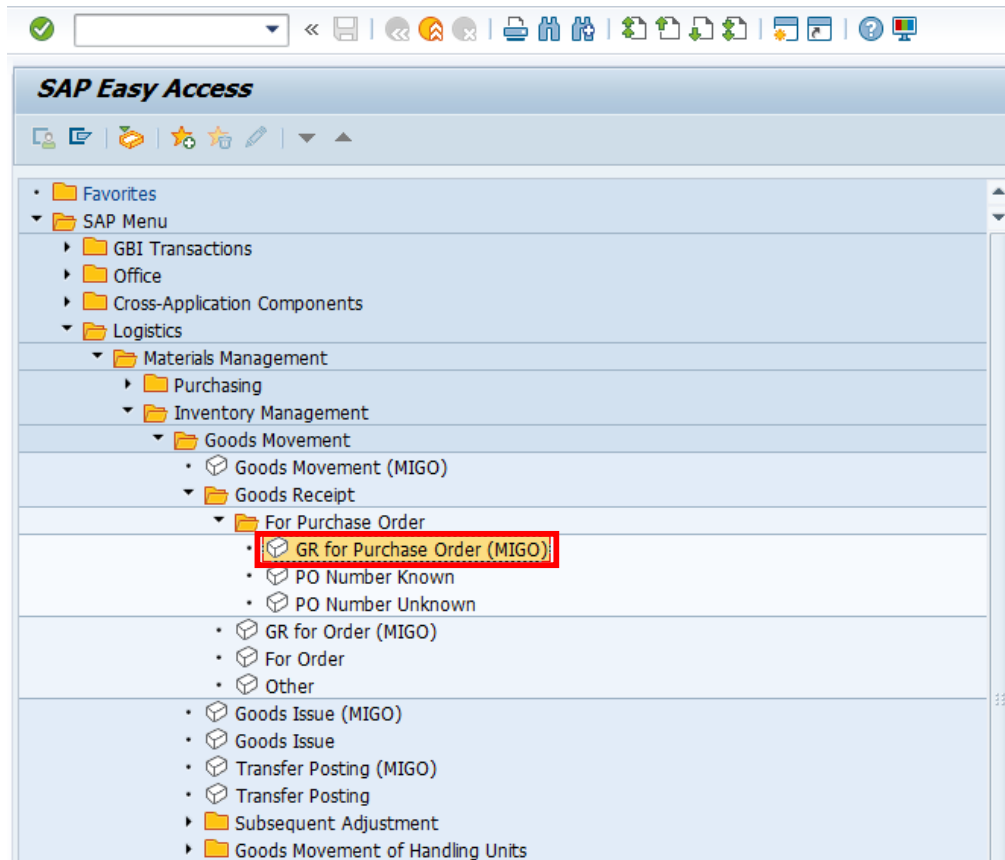 SAP Easy Access
Favorites
SAP Menu
GBI Transactions
Office
Cross-Application Components
Logistics
Materials Management
Purchasing
Inventory Management
Goods Movement
Goods Movement (MIGO)
Goods Receipt
For Purchase Order
GR for Purchase Order (MIGO)
PO Number Known
PO Number Unknown
GR for Order (MIGO)
For Order
Other
Goods Issue (MIGO)
Goods Issue
Transfer Posting (MIGO)
Transfer Posting
Subsequent Adjustment
Goods Movement of Handling Units